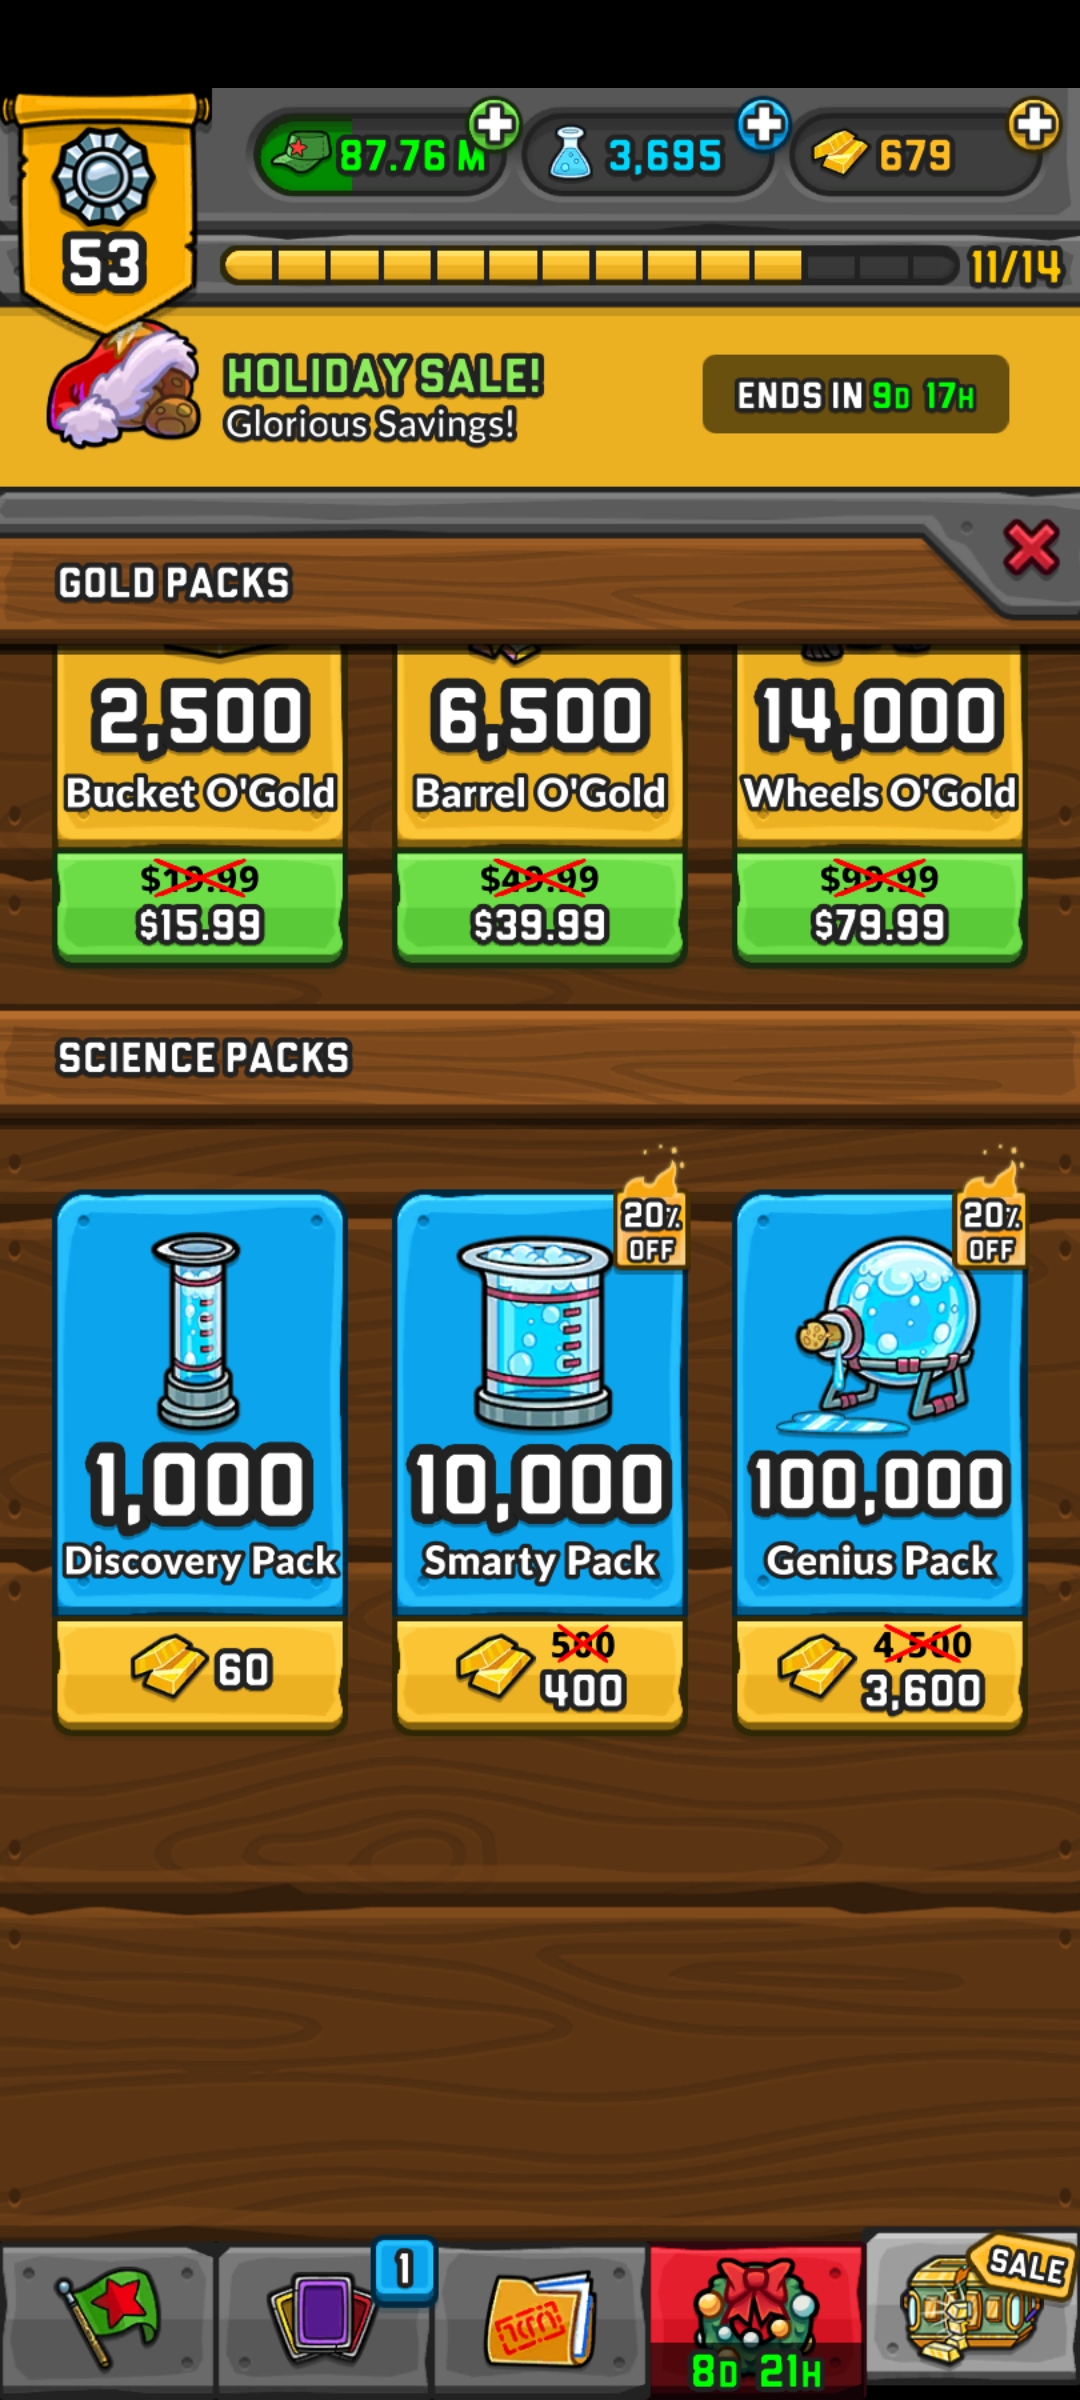 87.76 M
3,695
679
53
11/14
HOLIDAY SALE!
Glorious Savings!
ENDS IN 9D 17H
GOLD PACKS
2,500
6,500
14,000
Bucket O'Gold
Barrel O'Gold
Wheels O'Gold
$19.99
$49.99
$99.99
$15.99
$39.99
$79.99
SCIENCE PACKS
20% OFF
20% OFF
1,000
10,000
100,000
Discovery Pack
Smarty Pack
Genius Pack
60
500
400
4,500
3,600
1
SALE
8D 21H